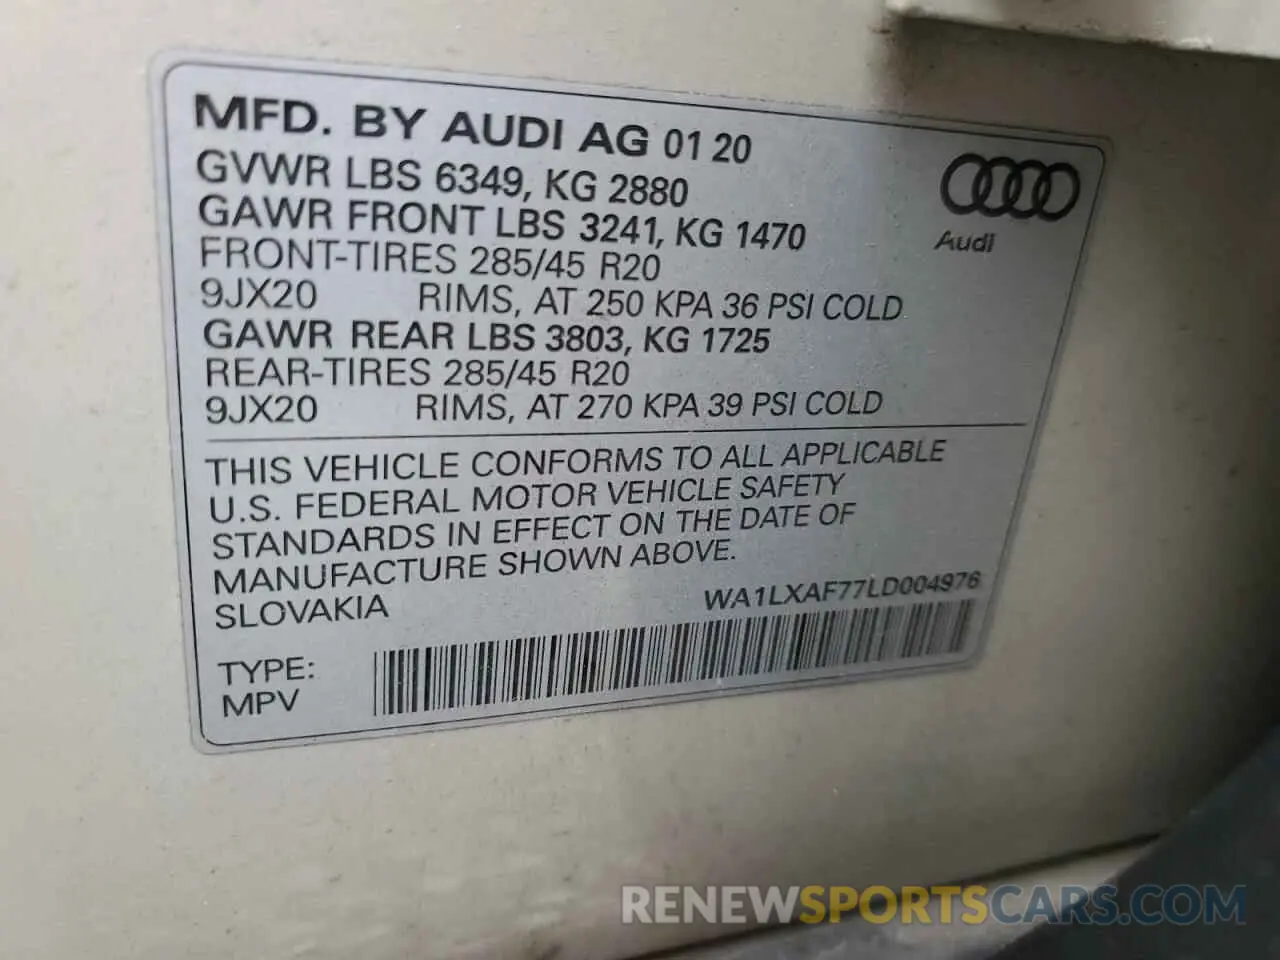 MFD. BY AUDI AG 01 20
GVWR LBS 6349, KG 2880
GAWR FRONT LBS 3241, KG 1470
FRONT-TIRES 285/45 R20
9JX20 RIMS, AT 250 KPA 36 PSI COLD
GAWR REAR LBS 3803, KG 1725
REAR-TIRES 285/45 R20
9JX20 RIMS, AT 270 KPA 39 PSI COLD
Audi
THIS VEHICLE CONFORMS TO ALL APPLICABLE
U.S. FEDERAL MOTOR VEHICLE SAFETY
STANDARDS IN EFFECT ON THE DATE OF
MANUFACTURE SHOWN ABOVE.
SLOVAKIA WA1LXAF77LD004976
TYPE:
MPV
RENEWSPORTSCARS.COM